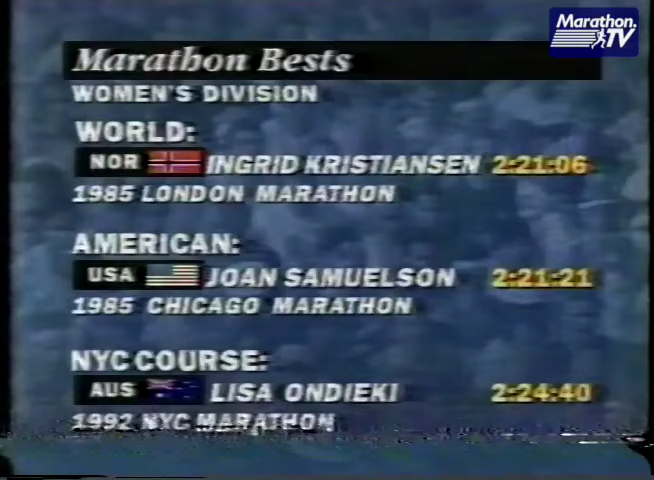 Marathon.
TV
Marathon Bests
WOMEN'S DIVISION
WORLD:
NOR INGRID KRISTIANSEN 2:21:06
1985 LONDON MARATHON
AMERICAN:
USA JOAN SAMUELSON 2:21:21
1985 CHICAGO MARATHON
NYC COURSE:
AUS LISA ONDIEKI 2:24:40
1992 NYC MARATHON